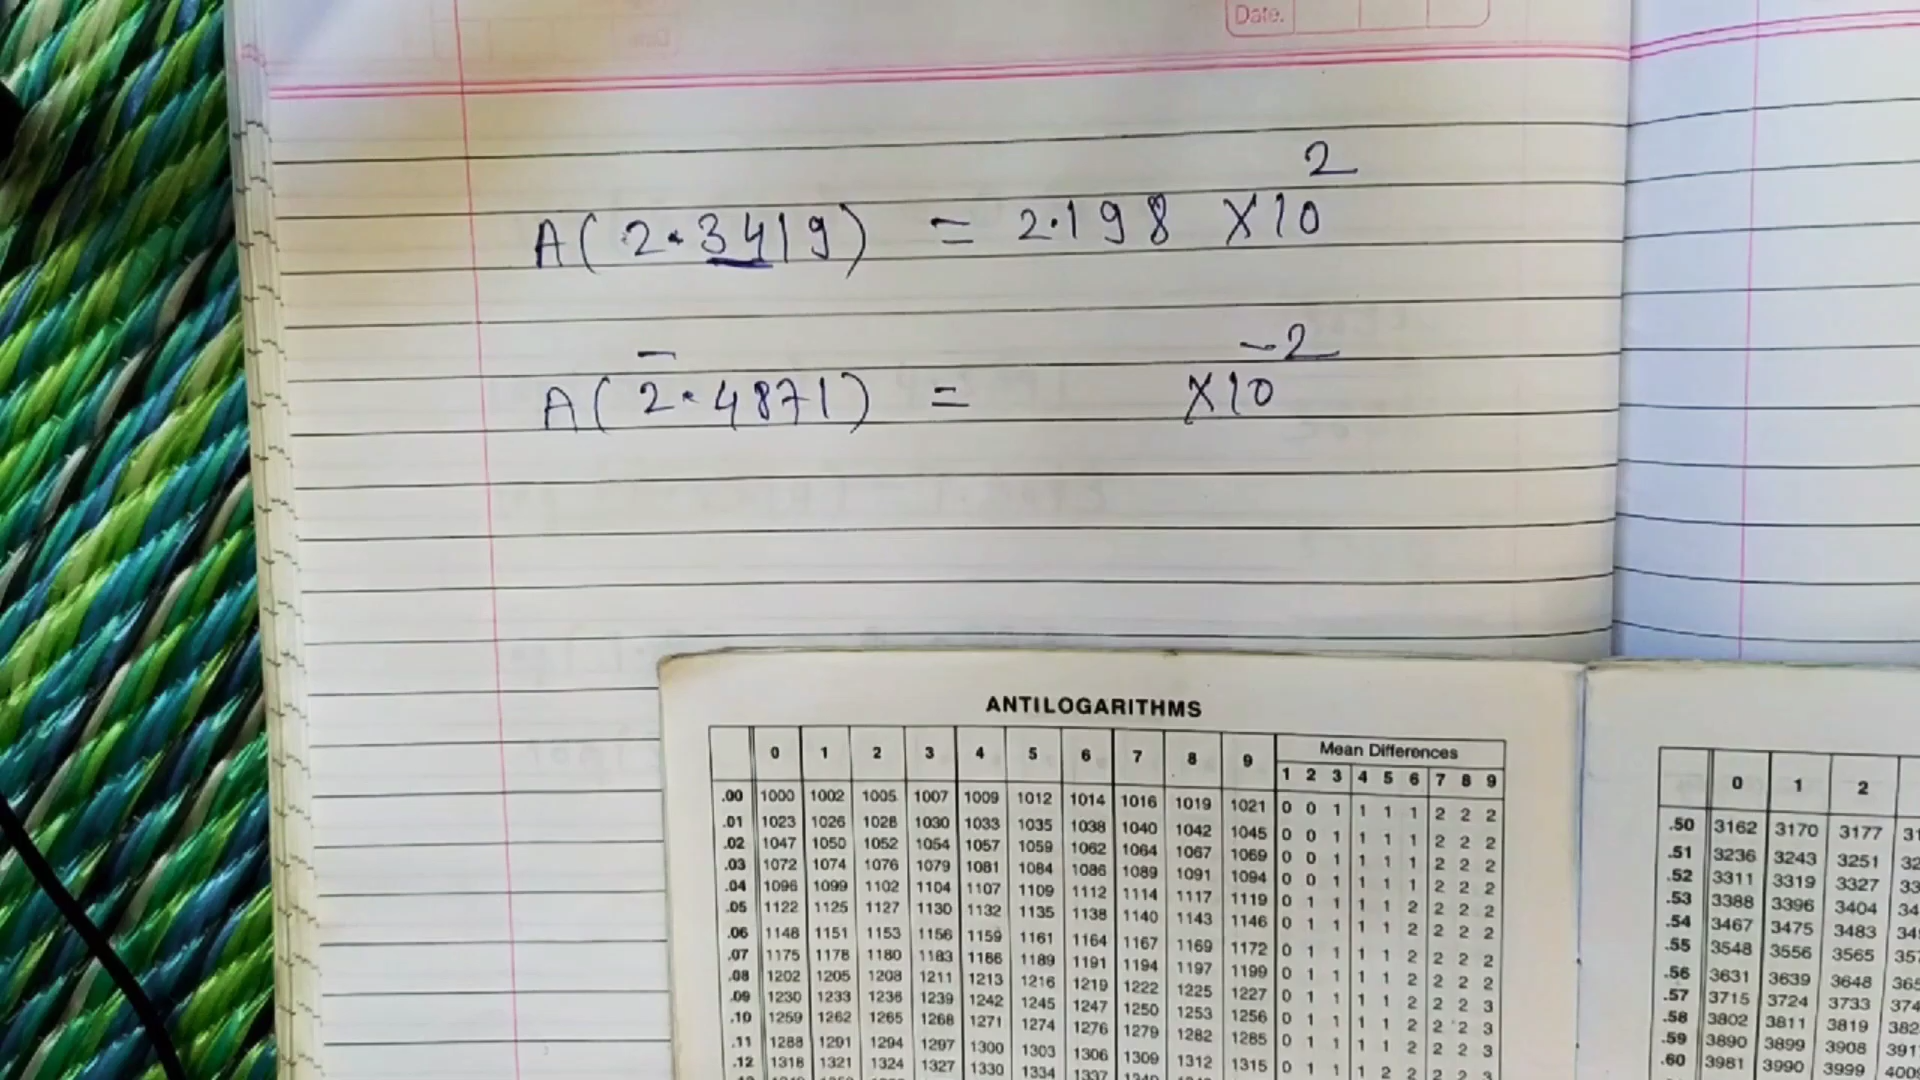 Date.
A( 2.3419) = 2.198 X10²
A( 2̄.4871) = X10⁻²
ANTILOGARITHMS
0 1 2 3 4 5 6 7 8 9 Mean Differences
1 2 3 4 5 6 7 8 9
.00 1000 1002 1005 1007 1009 1012 1014 1016 1019 1021 0 0 1 1 1 1 2 2 2
.01 1023 1026 1028 1030 1033 1035 1038 1040 1042 1045 0 0 1 1 1 1 2 2 2
.02 1047 1050 1052 1054 1057 1059 1062 1064 1067 1069 0 0 1 1 1 1 2 2 2
.03 1072 1074 1076 1079 1081 1084 1086 1089 1091 1094 0 0 1 1 1 1 2 2 2
.04 1096 1099 1102 1104 1107 1109 1112 1114 1117 1119 0 1 1 1 1 2 2 2 2
.05 1122 1125 1127 1130 1132 1135 1138 1140 1143 1146 0 1 1 1 1 2 2 2 2
.06 1148 1151 1153 1156 1159 1161 1164 1167 1169 1172 0 1 1 1 1 2 2 2 2
.07 1175 1178 1180 1183 1186 1189 1191 1194 1197 1199 0 1 1 1 1 2 2 2 2
.08 1202 1205 1208 1211 1213 1216 1219 1222 1225 1227 0 1 1 1 1 2 2 2 3
.09 1230 1233 1236 1239 1242 1245 1247 1250 1253 1256 0 1 1 1 1 2 2 2 3
.10 1259 1262 1265 1268 1271 1274 1276 1279 1282 1285 0 1 1 1 1 2 2 2 3
.11 1288 1291 1294 1297 1300 1303 1306 1309 1312 1315 0 1 1 1 2 2 2 2 3
.12 1318 1321 1324 1327 1330 1334 1337
0 1 2
.50 3162 3170 3177
.51 3236 3243 3251
.52 3311 3319 3327
.53 3388 3396 3404
.54 3467 3475 3483
.55 3548 3556 3565
.56 3631 3639 3648
.57 3715 3724 3733
.58 3802 3811 3819
.59 3890 3899 3908
.60 3981 3990 3999